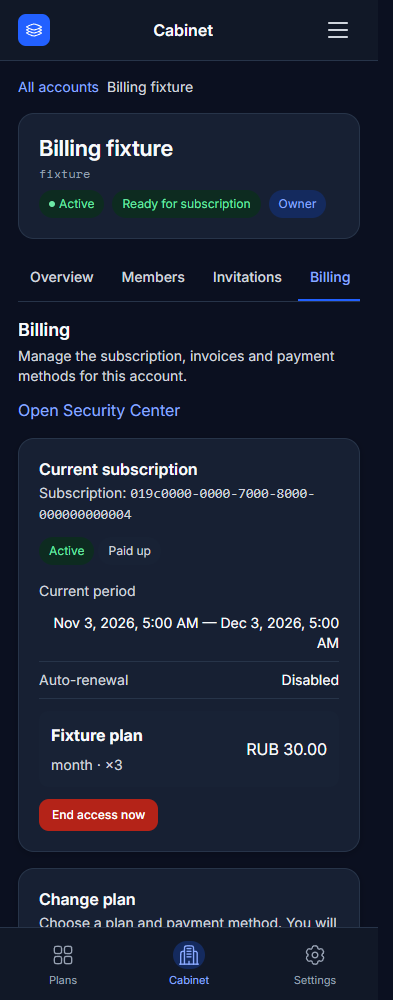 Cabinet
All accounts Billing fixture
Billing fixture
fixture
Active Ready for subscription Owner
Overview Members Invitations Billing
Billing
Manage the subscription, invoices and payment
methods for this account.
Open Security Center
Current subscription
Subscription: 019c0000-0000-7000-8000-
000000000004
Active Paid up
Current period
Nov 3, 2026, 5:00 AM — Dec 3, 2026, 5:00
AM
Auto-renewal Disabled
Fixture plan
RUB 30.00
month · ×3
End access now
Change plan
Choose a plan and payment method. You will
Plans Cabinet Settings